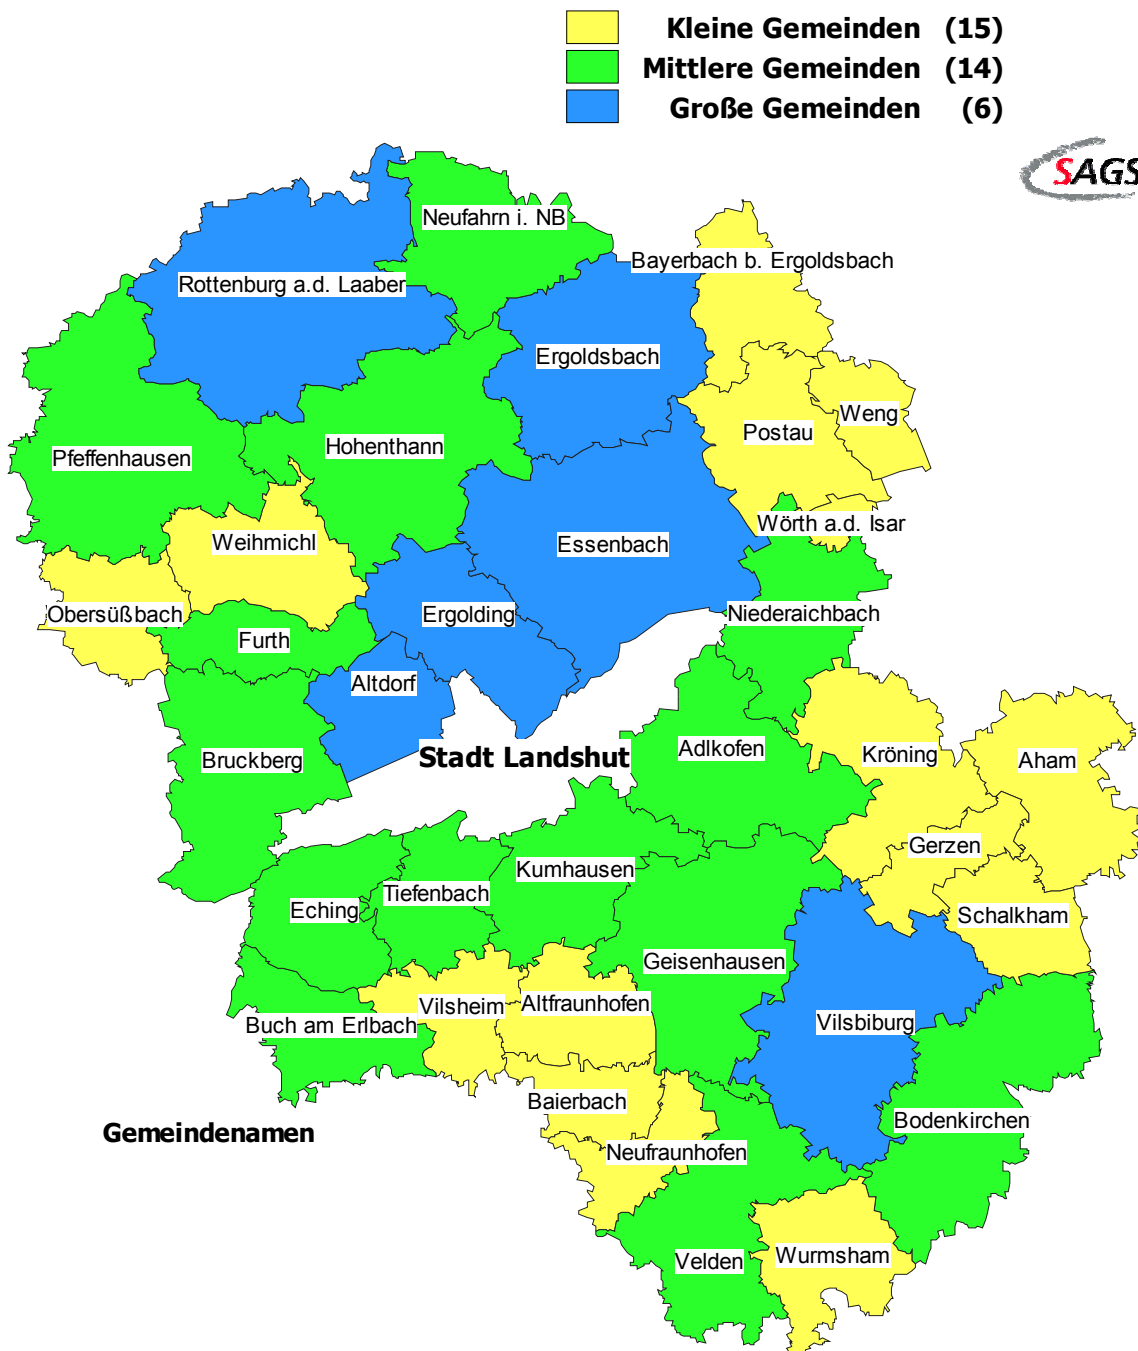 Kleine Gemeinden (15)
Mittlere Gemeinden (14)
Große Gemeinden (6)
SAGS
Neufahrn i. NB
Bayerbach b. Ergoldsbach
Rottenburg a.d. Laaber
Ergoldsbach
Weng
Postau
Hohenthann
Pfeffenhausen
Wörth a.d. Isar
Weihmichl
Essenbach
Obersüßbach
Ergolding
Niederaichbach
Furth
Altdorf
Adlkofen
Stadt Landshut
Kröning
Aham
Bruckberg
Gerzen
Kumhausen
Tiefenbach
Eching
Schalkham
Geisenhausen
Altfraunhofen
Vilsheim
Vilsbiburg
Buch am Erlbach
Baierbach
Bodenkirchen
Gemeindenamen
Neufraunhofen
Wurmsham
Velden